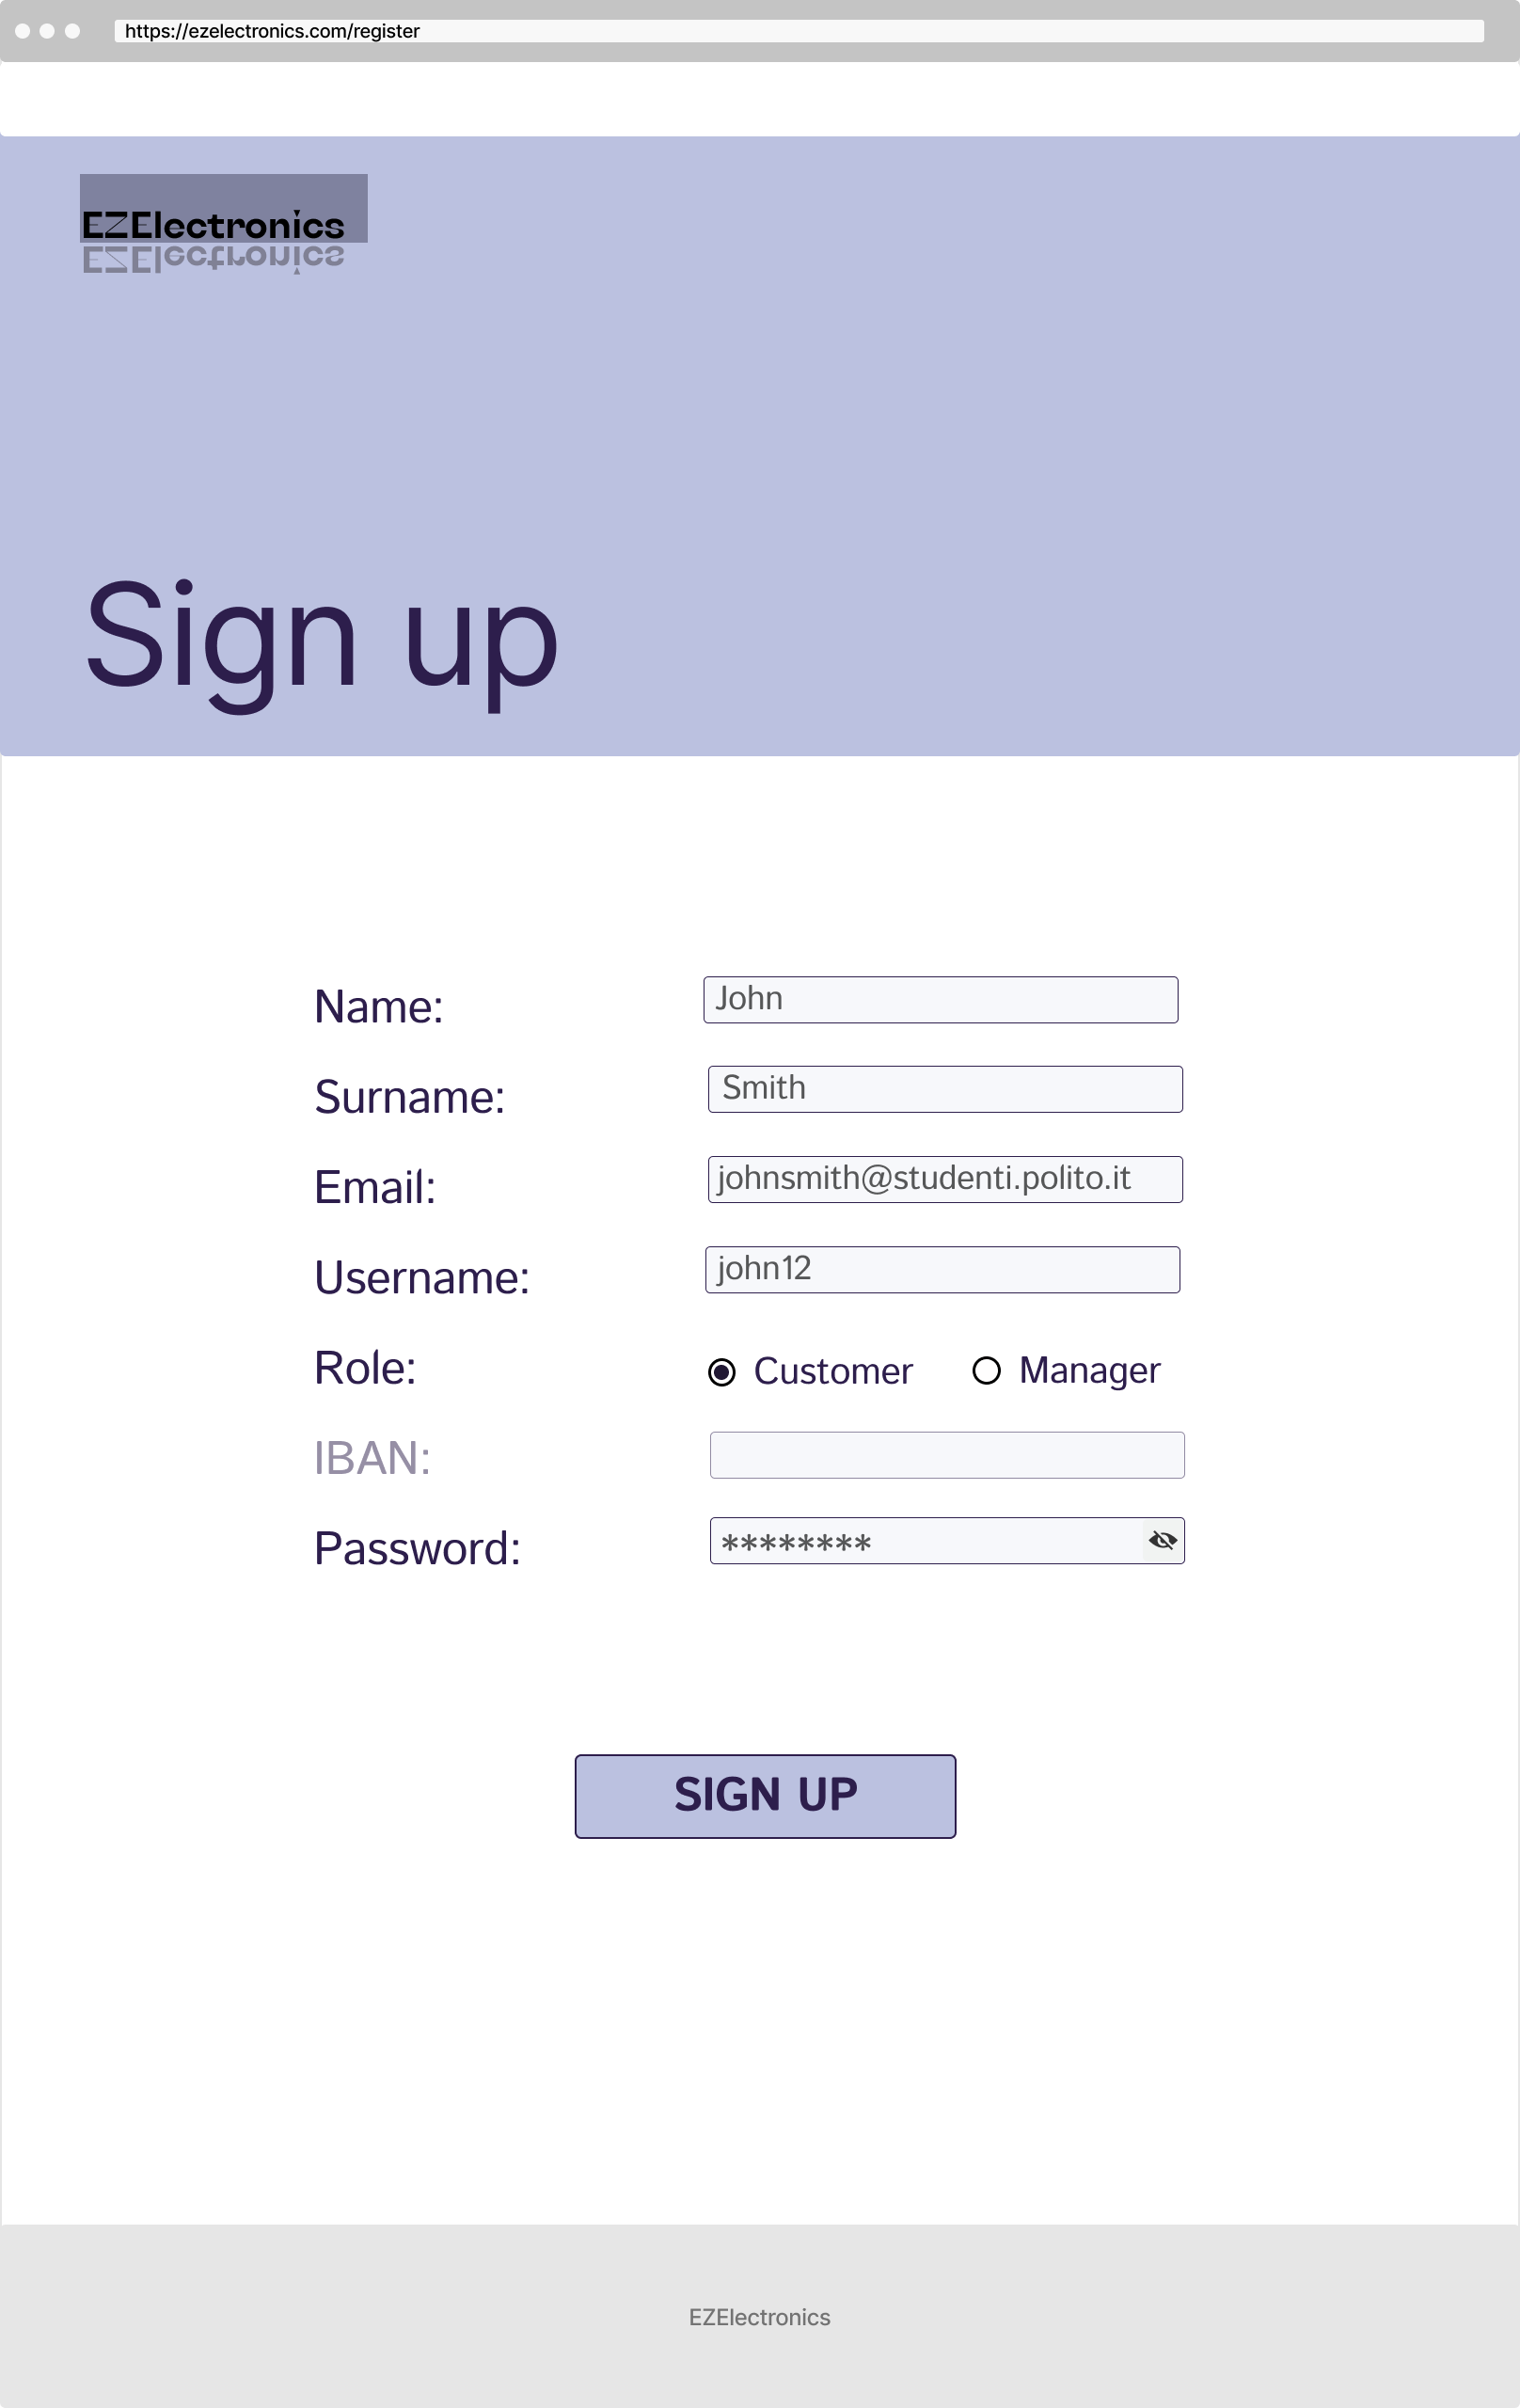 https://ezelectronics.com/register
EZElectronics
EZElectronics
Sign up
Name: John
Surname: Smith
Email: johnsmith@studenti.polito.it
Username: john12
Role: Customer Manager
IBAN:
Password: ********
SIGN UP
EZElectronics